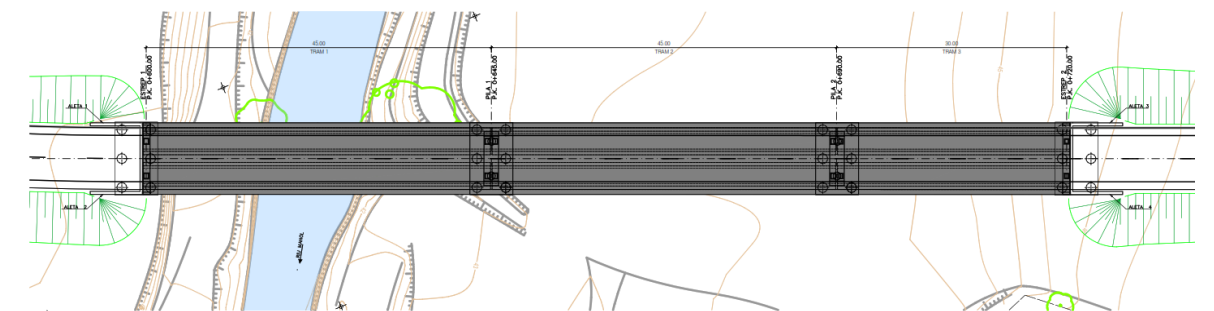 45.00
TRAM 1
45.00
TRAM 2
30.00
TRAM 3
ESTREP 1
P.K. 0+600.00
PILA 1
P.K. 0+645.00
PILA 2
P.K. 0+690.00
ESTREP 2
P.K. 0+720.00
ALETA 1
ALETA 3
ALETA 2
ALETA 4
RIU MANOL